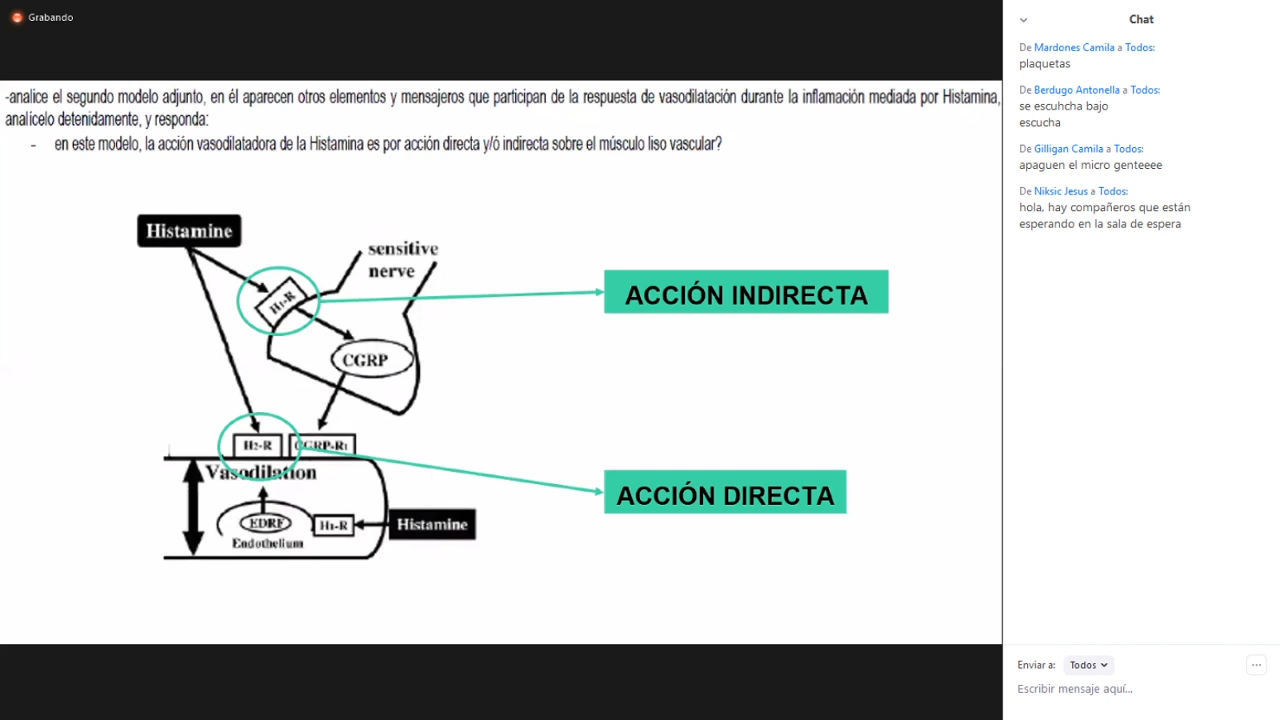 Grabando
-analice el segundo modelo adjunto, en él aparecen otros elementos y mensajeros que participan de la respuesta de vasodilatación durante la inflamación mediada por Histamina,
analícelo detenidamente, y responda:
- en este modelo, la acción vasodilatadora de la Histamina es por acción directa y/ó indirecta sobre el músculo liso vascular?
Histamine
sensitive
nerve
H1-R
ACCIÓN INDIRECTA
CGRP
H2-R
CGRP-R1
Vasodilation
ACCIÓN DIRECTA
EDRF
H1-R
Histamine
Endothelium
Chat
De Mardones Camila a Todos:
plaquetas
De Berdugo Antonella a Todos:
se escuhcha bajo
escucha
De Gilligan Camila a Todos:
apaguen el micro genteeee
De Niksic Jesus a Todos:
hola, hay compañeros que están
esperando en la sala de espera
Enviar a: Todos
Escribir mensaje aquí...